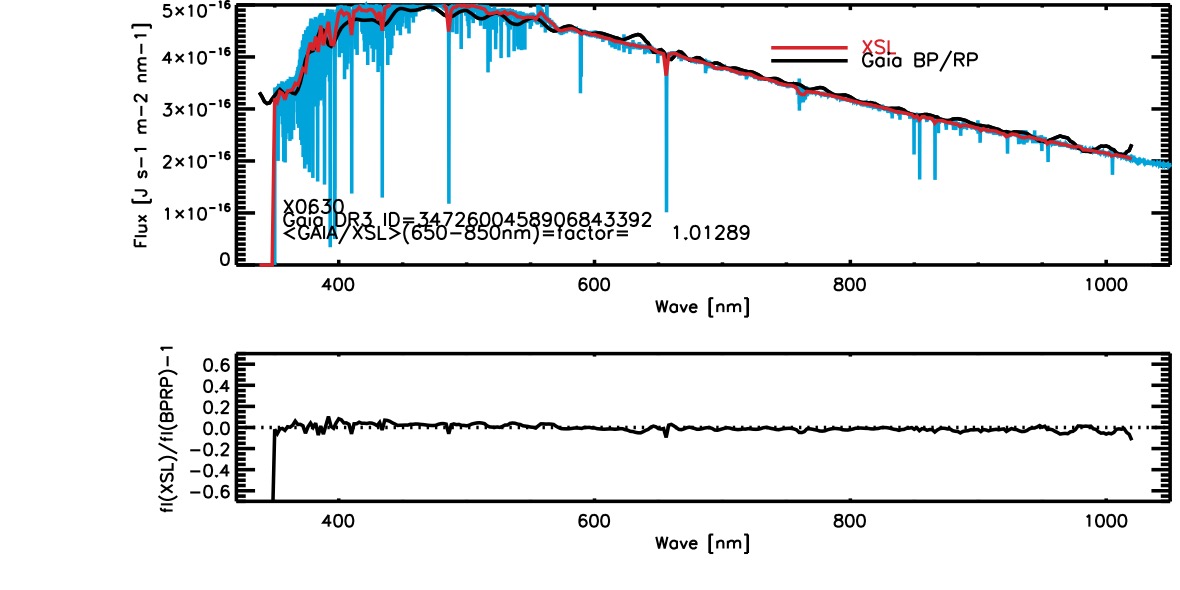 5×10−16
4×10−16
3×10−16
2×10−16
1×10−16
0
Flux [J s−1 m−2 nm−1]
XSL
Gaia BP/RP
X0630
Gaia DR3 ID=3472600458906843392
<GAIA/XSL>(650−850nm)=factor= 1.01289
400 600 800 1000
Wave [nm]
0.6
0.4
0.2
0.0
−0.2
−0.4
−0.6
fl(XSL)/fl(BPRP)−1
400 600 800 1000
Wave [nm]